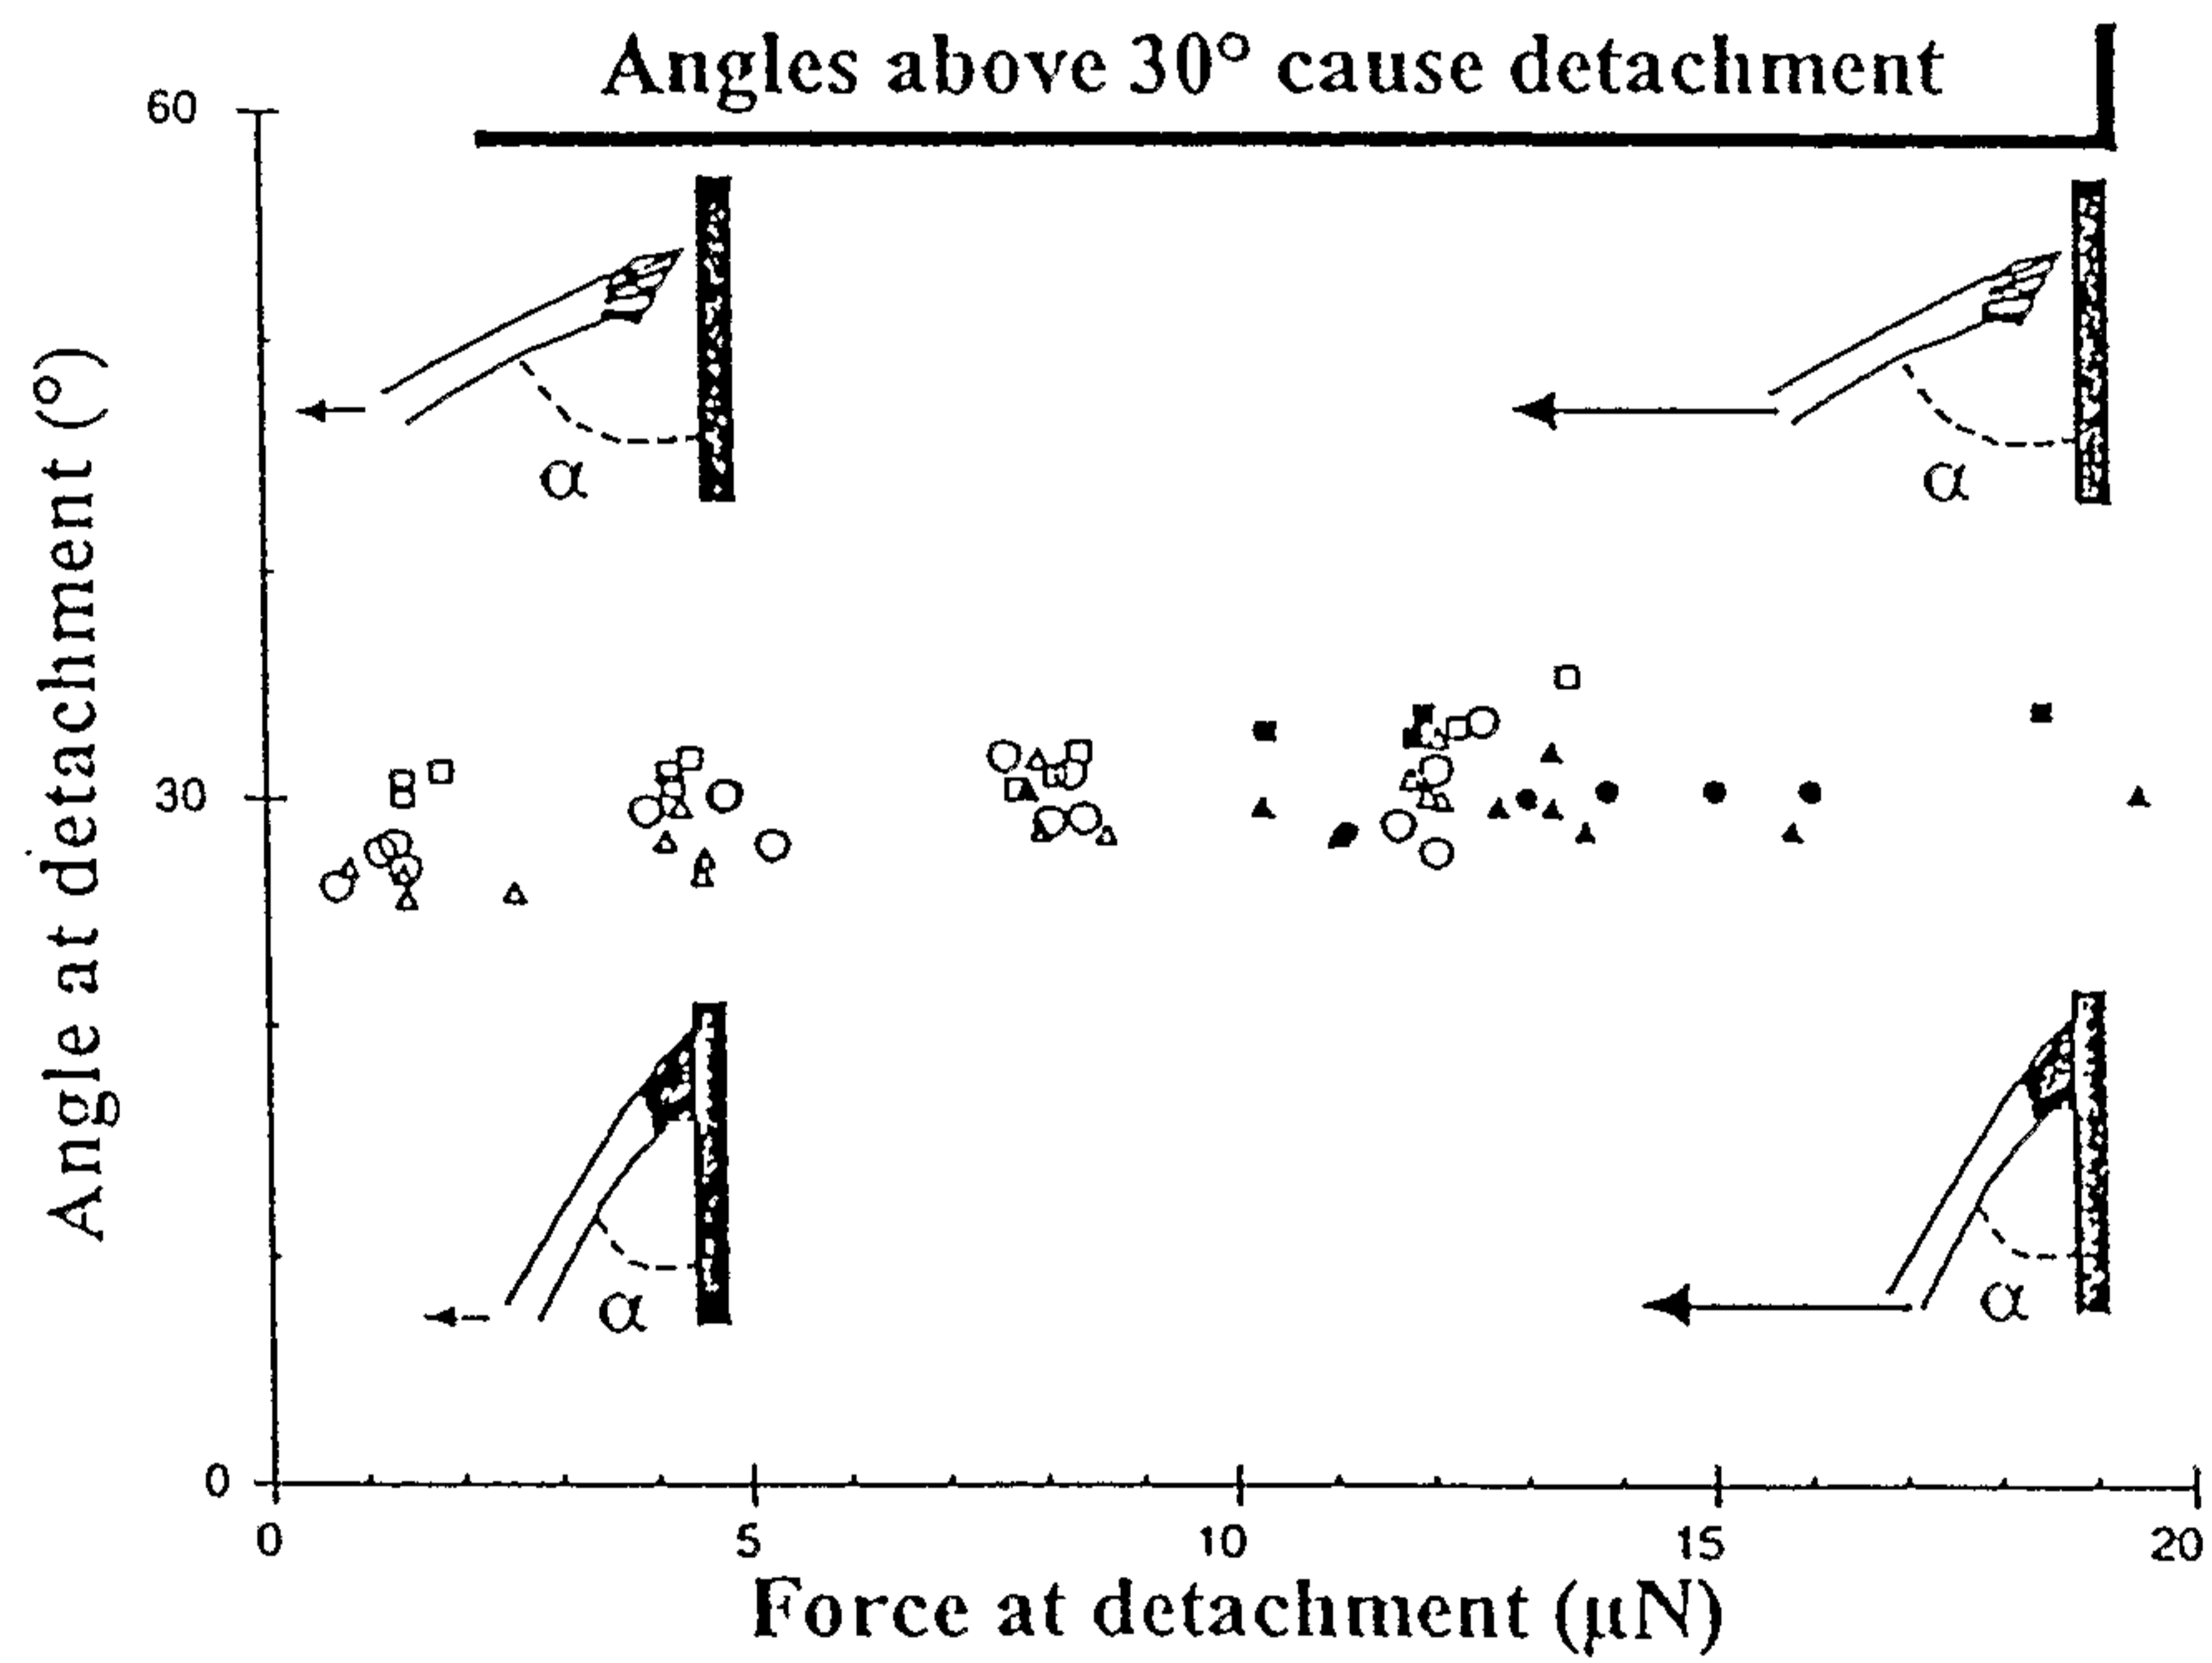 Angles above 30° cause detachment
60
α
α
Angle at detachment (°)
30
α
α
0
0
5
10
15
20
Force at detachment (μN)